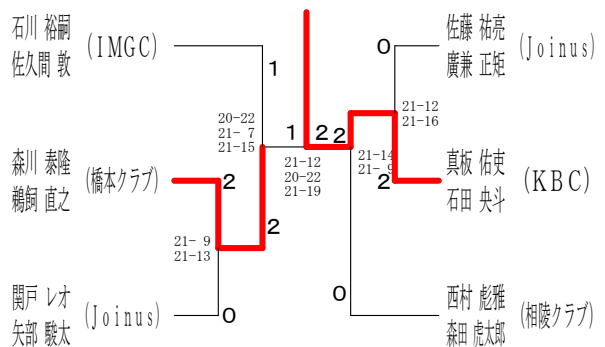 石川 裕嗣
佐久間 敦
(IMGC)
1
20-22
21- 7
21-15
森川 泰隆
鵜飼 直之
(橋本クラブ)
2
2
21- 9
21-13
関戸 レオ
矢部 駿太
(Joinus)
0
1
2
21-12
20-22
21-19
佐藤 祐亮
廣兼 正矩
(Joinus)
0
21-12
21-16
2
真板 佑吏
石田 央斗
(KBC)
2
21-14
21- 9
西村 彪雅
森田 虎太郎
(相陵クラブ)
0